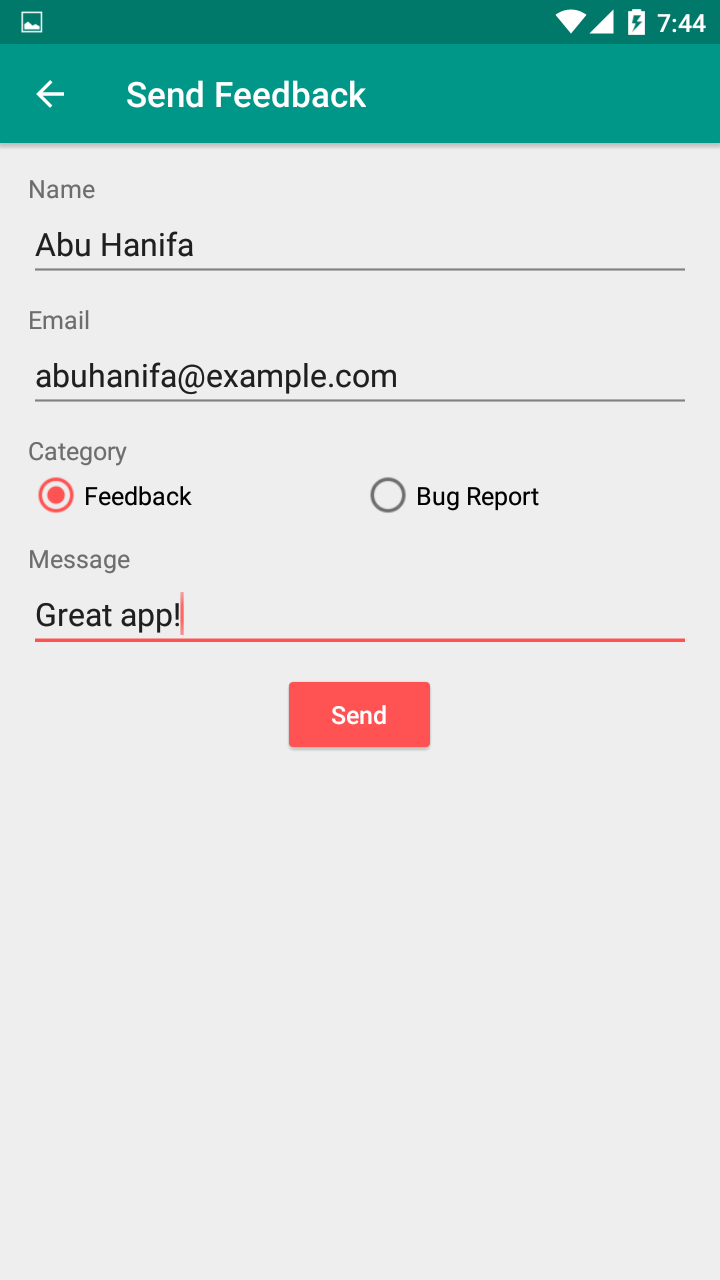 7:44
Send Feedback
Name
Abu Hanifa
Email
abuhanifa@example.com
Category
Feedback Bug Report
Message
Great app!
Send